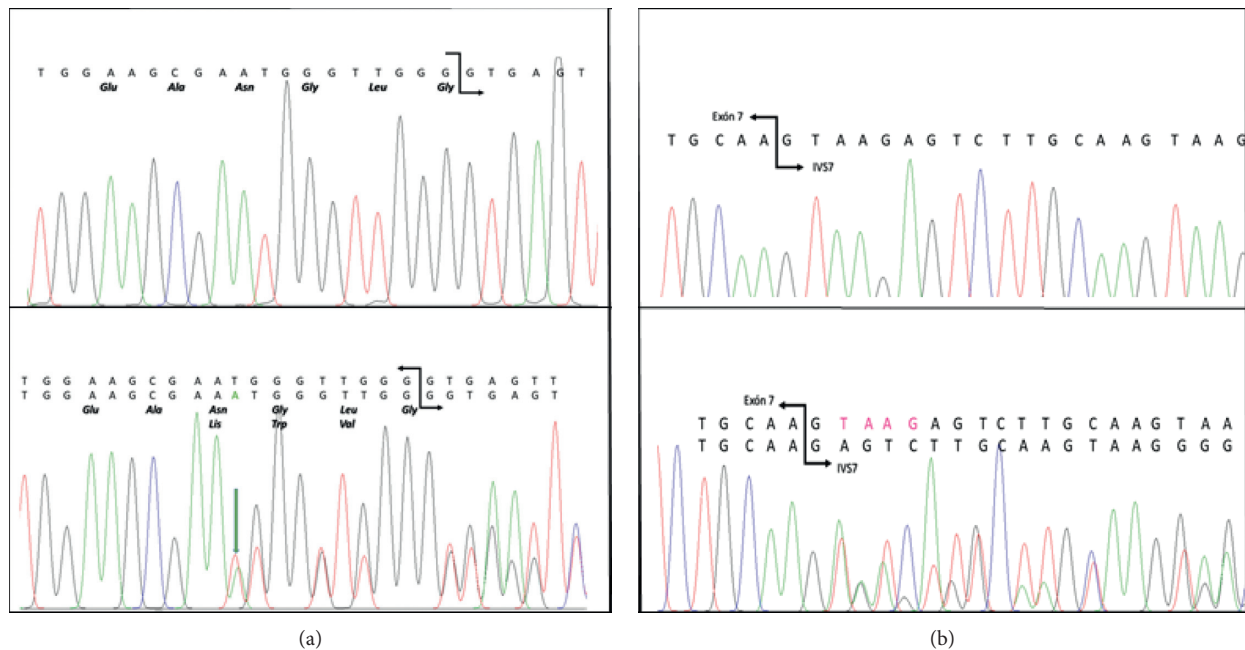 T G G A A G C G A A T G G G T T G G G G T G A G T
Glu Ala Asn Gly Leu Gly
T G G A A G C G A A T G G G T T G G G G T G A G T T
T G G A A G C G A A A T G G G T T G G G G T G A G T
Glu Ala Asn Gly Leu Gly
Lis Trp Val
(a)
Exón 7
T G C A A G T A A G A G T C T T G C A A G T A A G
IVS7
Exón 7
T G C A A G T A A G A G T C T T G C A A G T A A
T G C A A G A G T C T T G C A A G T A A G G G G
IVS7
(b)